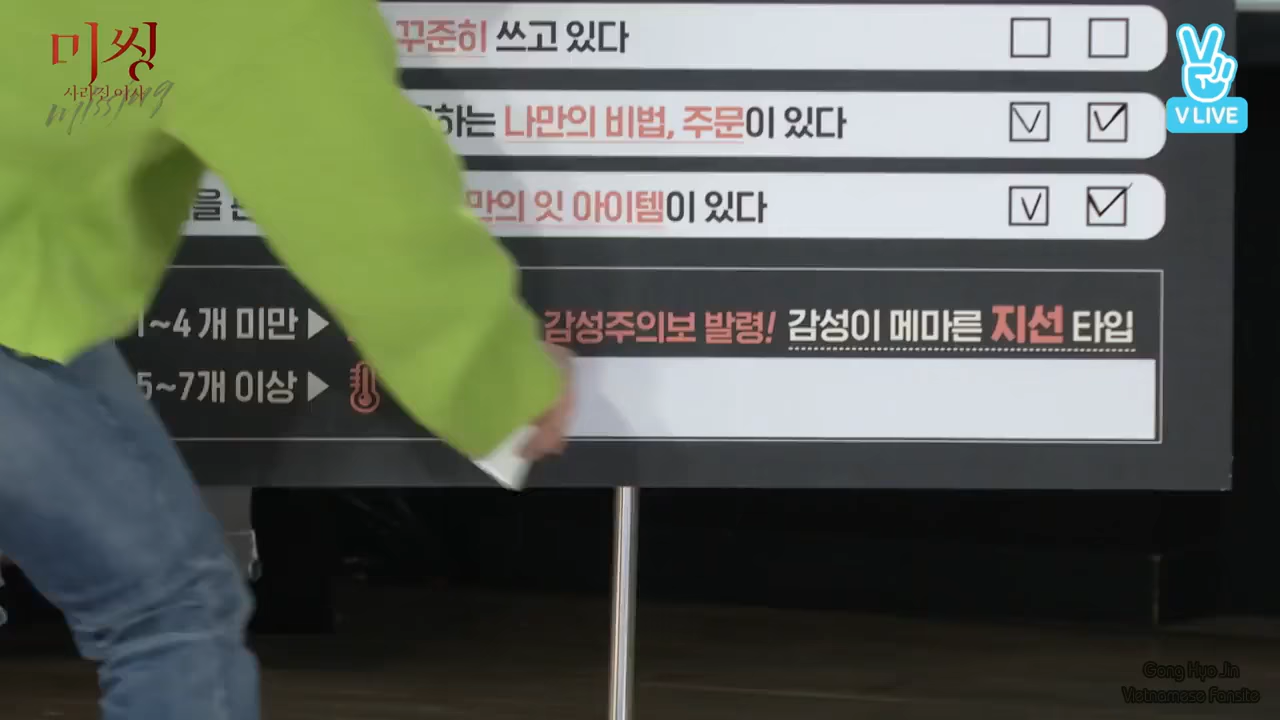 미씽
사라진 여자
missing
꾸준히 쓰고 있다
하는 나만의 비법, 주문이 있다
만의 잇 아이템이 있다
V LIVE
1~4개 미만 ▶ 감성주의보 발령! 감성이 메마른 지선 타입
5~7개 이상 ▶
Gong Hyo Jin
Vietnamese Fansite